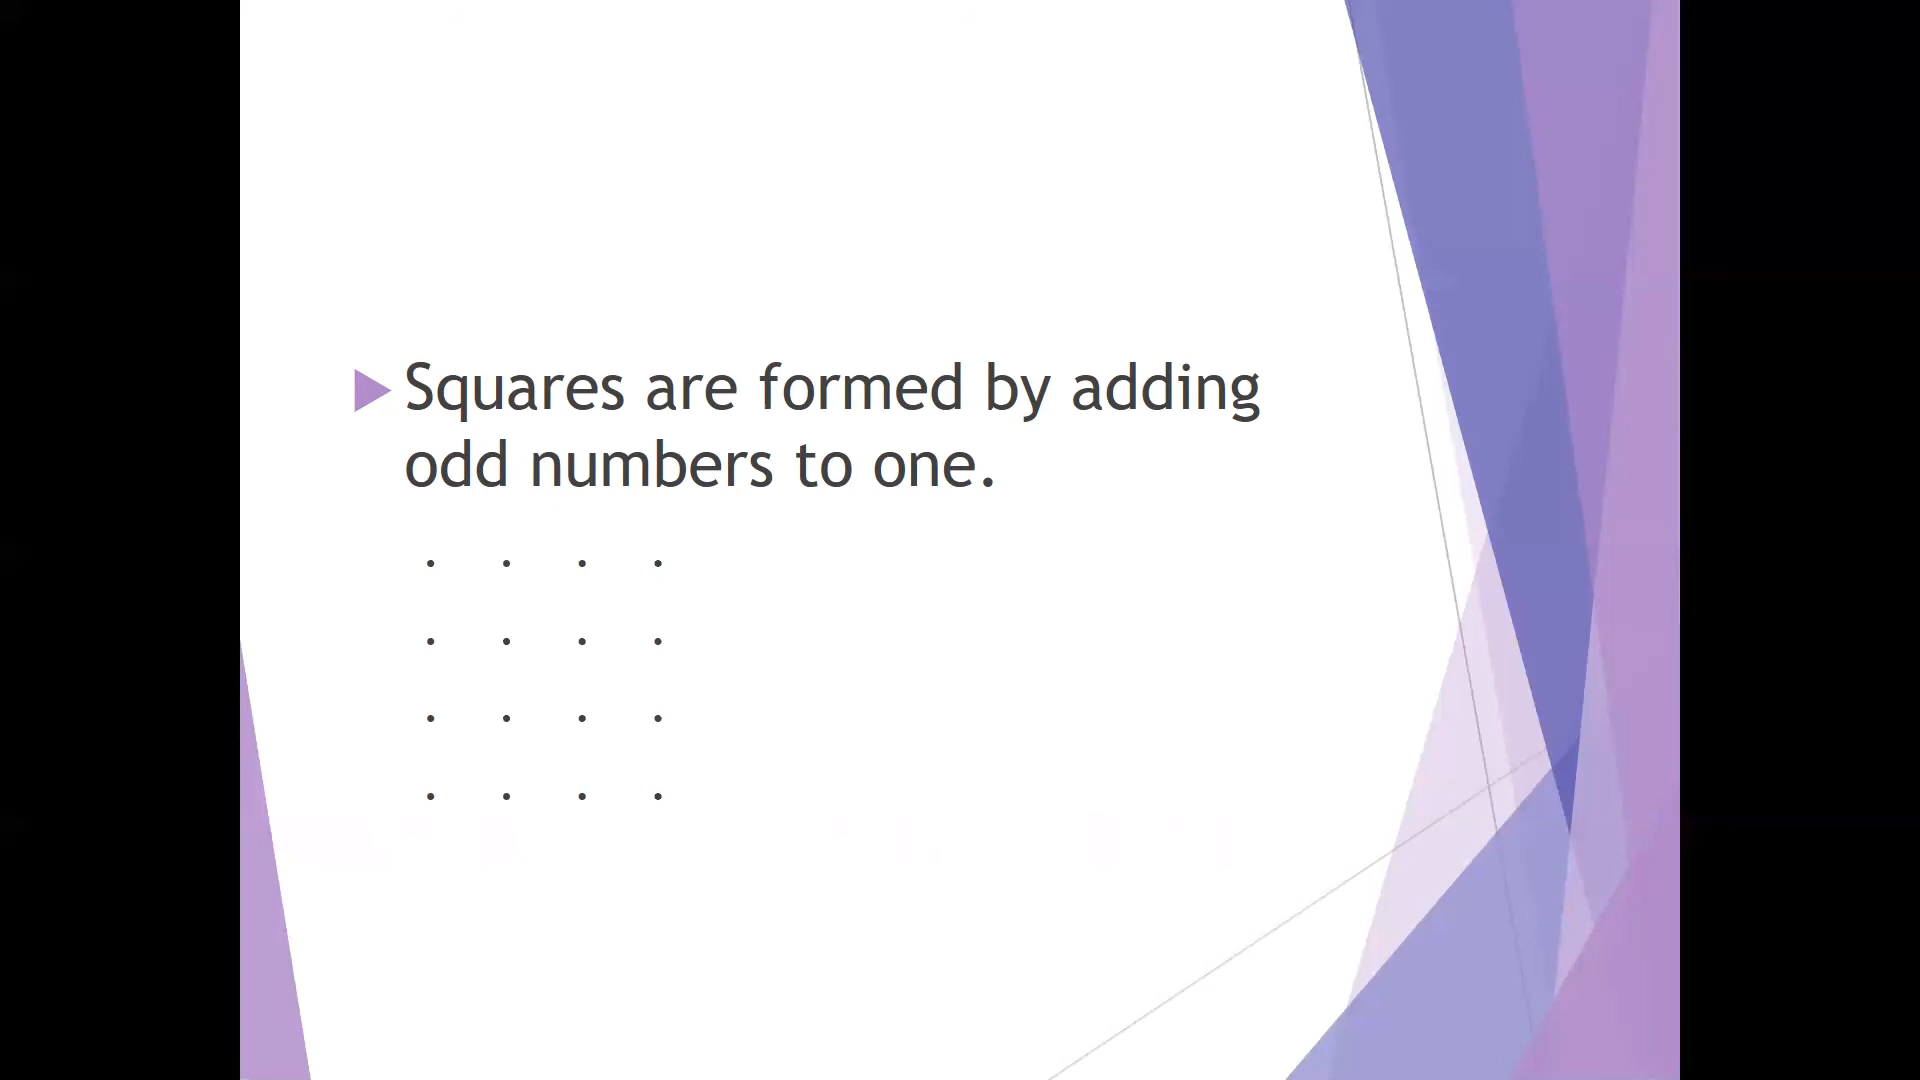 Squares are formed by adding
odd numbers to one.
. . . .
. . . .
. . . .
. . . .